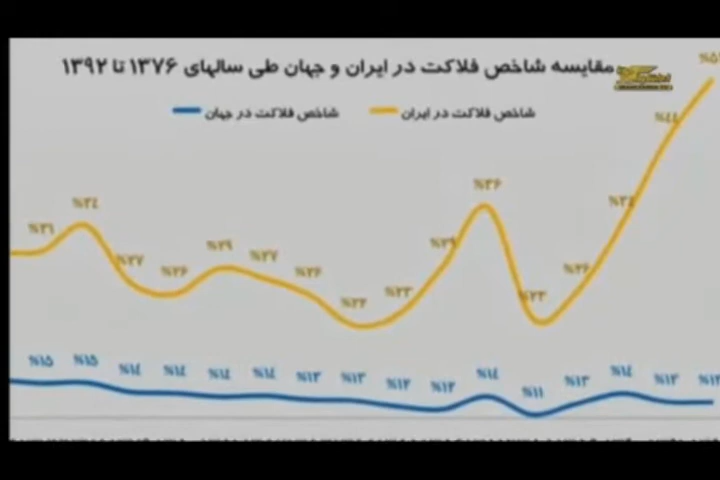 مقایسه شاخص فلاکت در ایران و جهان طی سالهای ۱۳۷۶ تا ۱۳۹۲
شاخص فلاکت در ایران
شاخص فلاکت در جهان
%۳۱ %۳۴ %۲۷ %۲۶ %۲۹ %۲۷ %۲۶ %۲۲ %۲۳ %۲۹ %۳۶ %۲۳ %۲۶ %۳۴ %۴۴
%۱۵ %۱۵ %۱۴ %۱۴ %۱۴ %۱۴ %۱۳ %۱۳ %۱۲ %۱۲ %۱۴ %۱۱ %۱۳ %۱۴ %۱۳